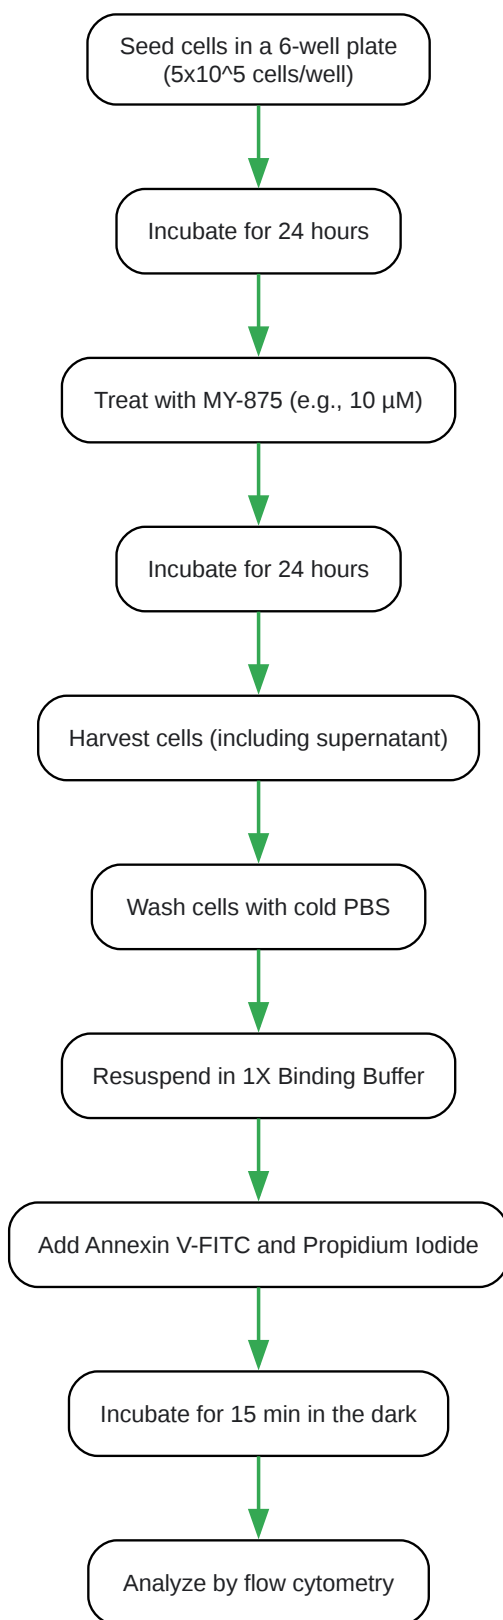 Seed cells in a 6-well plate
(5x10^5 cells/well)
Incubate for 24 hours
Treat with MY-875 (e.g., 10 µM)
Incubate for 24 hours
Harvest cells (including supernatant)
Wash cells with cold PBS
Resuspend in 1X Binding Buffer
Add Annexin V-FITC and Propidium Iodide
Incubate for 15 min in the dark
Analyze by flow cytometry